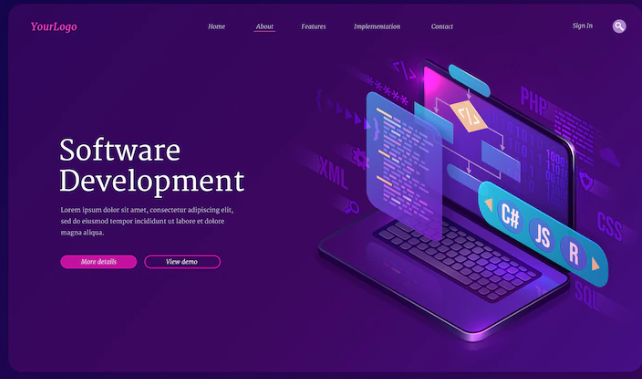 YourLogo
Home About Features Implementation Contact Sign In
Software
Development
Lorem ipsum dolor sit amet, consectetur adipiscing elit,
sed do eiusmod tempor incididunt ut labore et dolore
magna aliqua.
More details View demo
</>
*****
PHP
</>
XML
C# JS R
CSS
SQL